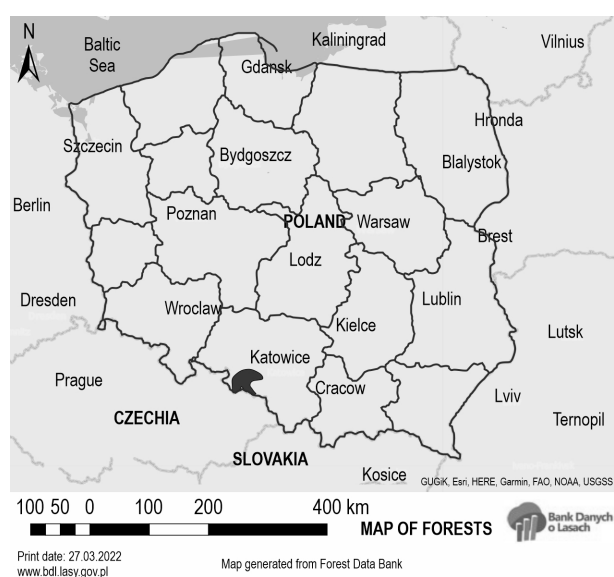 N
Baltic
Sea
Kaliningrad
Vilnius
Gdansk
Hronda
Szczecin
Bydgoszcz
Blalystok
Berlin
Poznan
POLAND
Warsaw
Brest
Lodz
Dresden
Wroclaw
Kielce
Lublin
Lutsk
Katowice
Prague
Cracow
Lviv
CZECHIA
Ternopil
SLOVAKIA
Kosice
GUGiK, Esri, HERE, Garmin, FAO, NOAA, USGSS
100 50 0 100 200 400 km
MAP OF FORESTS
Bank Danych
o Lasach
Print date: 27.03.2022
www.bdl.lasy.gov.pl
Map generated from Forest Data Bank